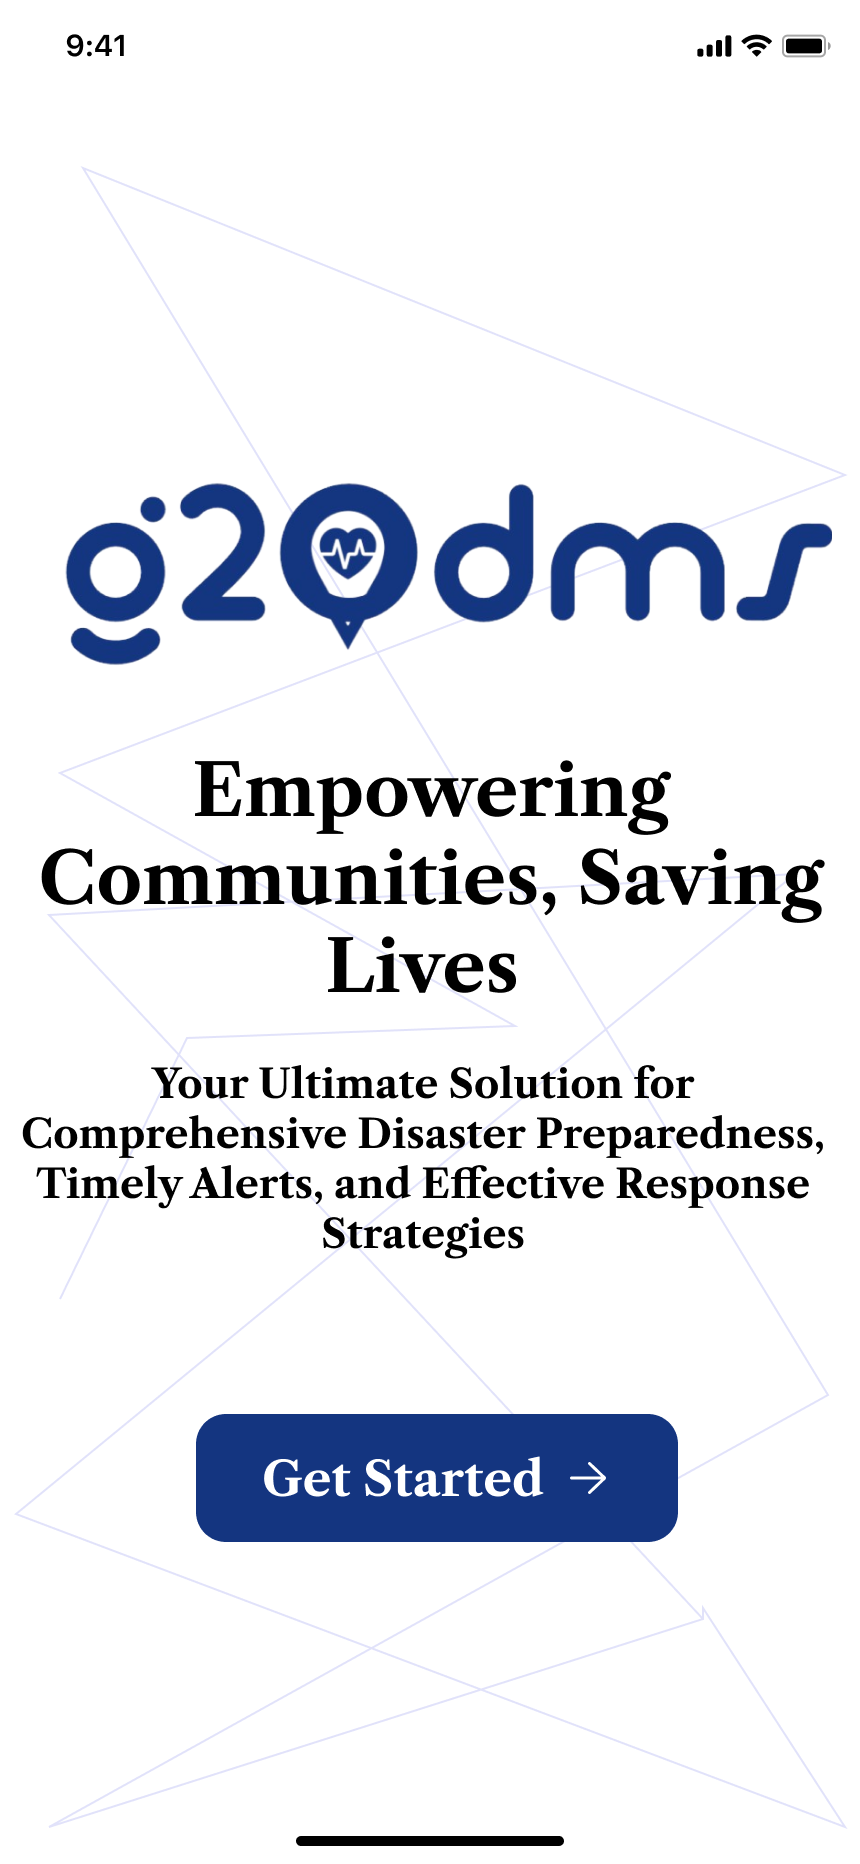 9:41
g20dms
Empowering
Communities, Saving
Lives
Your Ultimate Solution for
Comprehensive Disaster Preparedness,
Timely Alerts, and Effective Response
Strategies
Get Started →